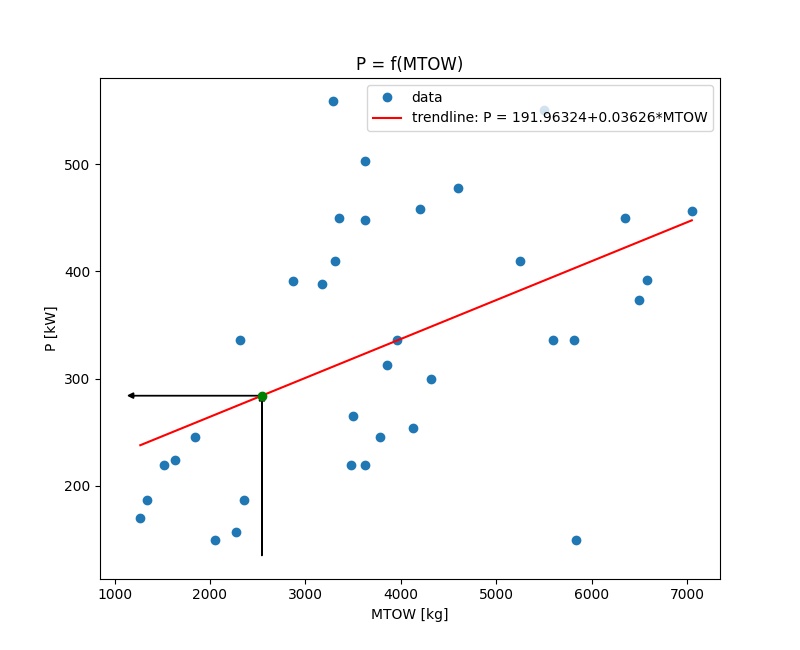 P = f(MTOW)
data
trendline: P = 191.96324+0.03626*MTOW
500
400
300
200
P [kW]
1000 2000 3000 4000 5000 6000 7000
MTOW [kg]